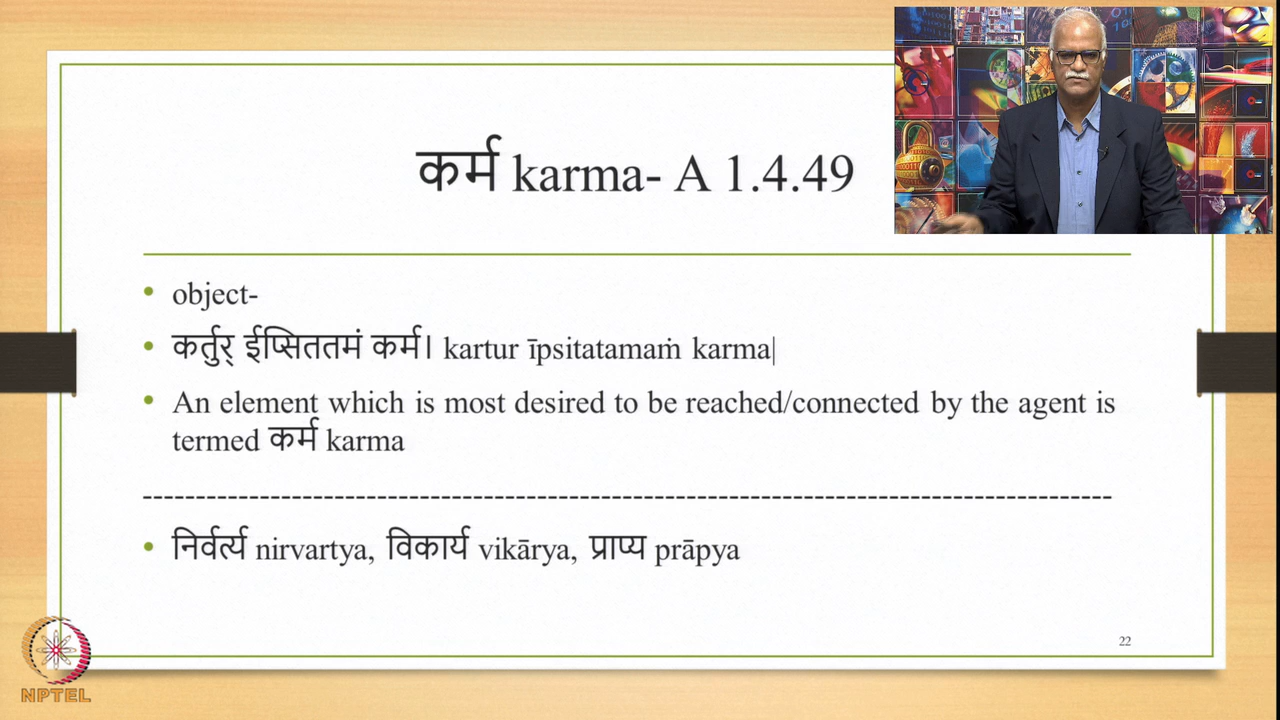 कर्म karma- A 1.4.49
object-
कर्तुर् ईप्सिततमं कर्म। kartur īpsitatamaṁ karma|
An element which is most desired to be reached/connected by the agent is
termed कर्म karma
निर्वर्त्य nirvartya, विकार्य vikārya, प्राप्य prāpya
22
NPTEL